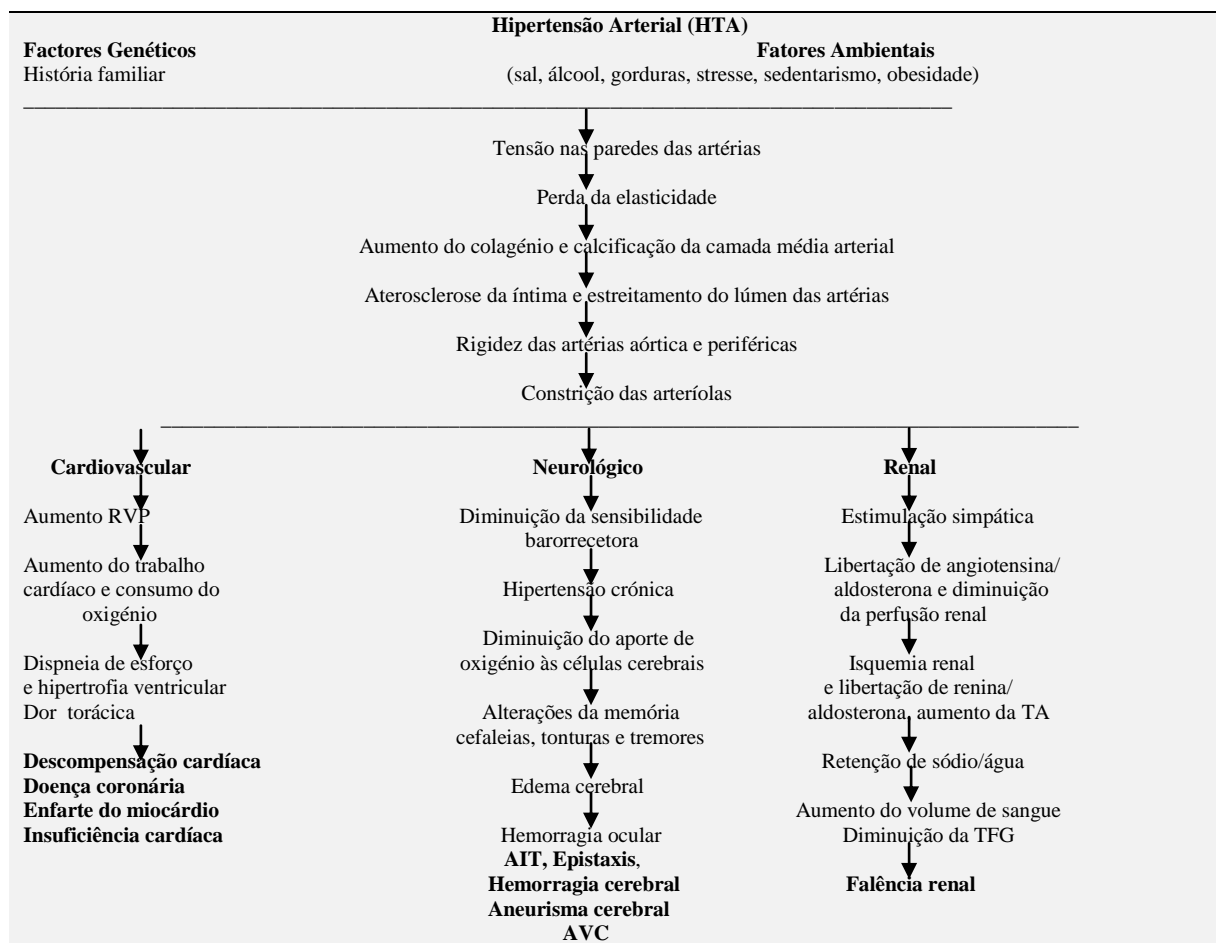 Hipertensão Arterial (HTA)
Factores Genéticos
Fatores Ambientais
História familiar
(sal, álcool, gorduras, stresse, sedentarismo, obesidade)
Tensão nas paredes das artérias
Perda da elasticidade
Aumento do colagénio e calcificação da camada média arterial
Aterosclerose da íntima e estreitamento do lúmen das artérias
Rigidez das artérias aórtica e periféricas
Constrição das arteríolas
Cardiovascular
Aumento RVP
Aumento do trabalho
cardíaco e consumo do
oxigénio
Dispneia de esforço
e hipertrofia ventricular
Dor torácica
Descompensação cardíaca
Doença coronária
Enfarte do miocárdio
Insuficiência cardíaca
Neurológico
Diminuição da sensibilidade
barorrecetora
Hipertensão crónica
Diminuição do aporte de
oxigénio às células cerebrais
Alterações da memória
cefaleias, tonturas e tremores
Edema cerebral
Hemorragia ocular
AIT, Epistaxis,
Hemorragia cerebral
Aneurisma cerebral
AVC
Renal
Estimulação simpática
Libertação de angiotensina/
aldosterona e diminuição
da perfusão renal
Isquemia renal
e libertação de renina/
aldosterona, aumento da TA
Retenção de sódio/água
Aumento do volume de sangue
Diminuição da TFG
Falência renal